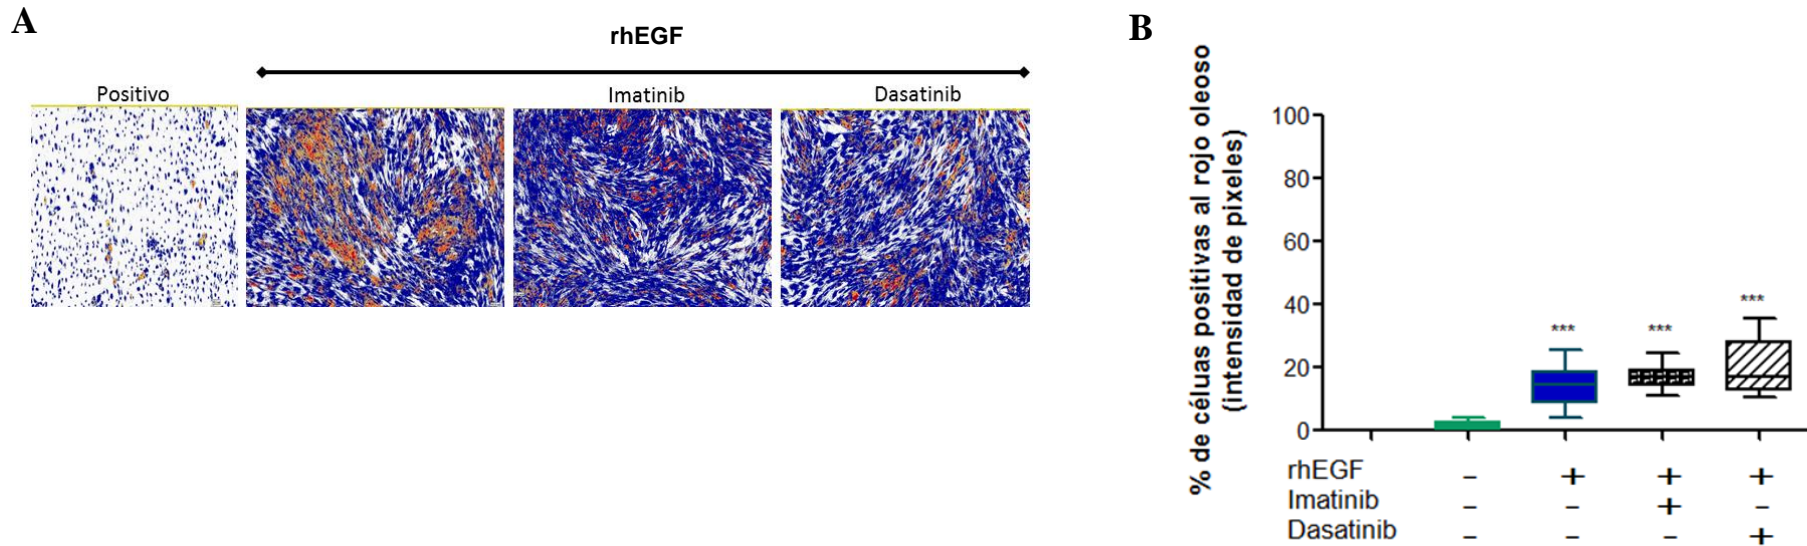 A
rhEGF
Positivo
Imatinib
Dasatinib
B
% de céluas positivas al rojo oleoso
(intensidad de pixeles)
100
80
60
40
20
0
***
***
***
rhEGF - + + +
Imatinib - - + -
Dasatinib - - - +